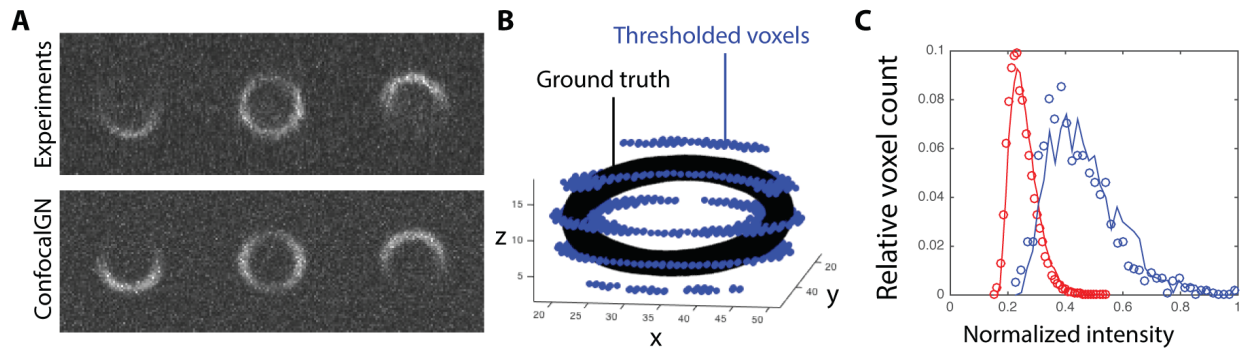 A
Experiments
ConfocalGN
B
Thresholded voxels
Ground truth
z
15
10
5
20
25
30
35
40
45
50
x
20
40
y
C
Relative voxel count
0.1
0.08
0.06
0.04
0.02
0
0
0.2
0.4
0.6
0.8
1
Normalized intensity